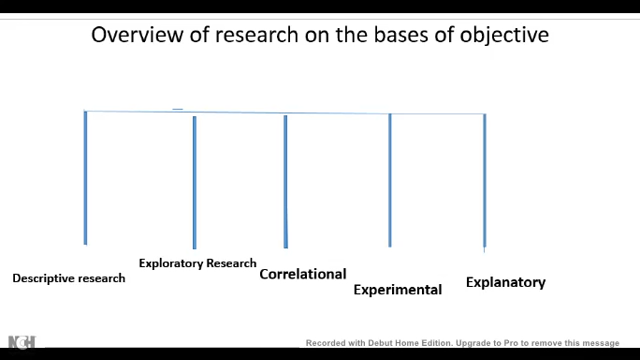 Overview of research on the bases of objective
Descriptive research
Exploratory Research
Correlational
Experimental
Explanatory
NCH
Recorded with Debut Home Edition. Upgrade to Pro to remove this message